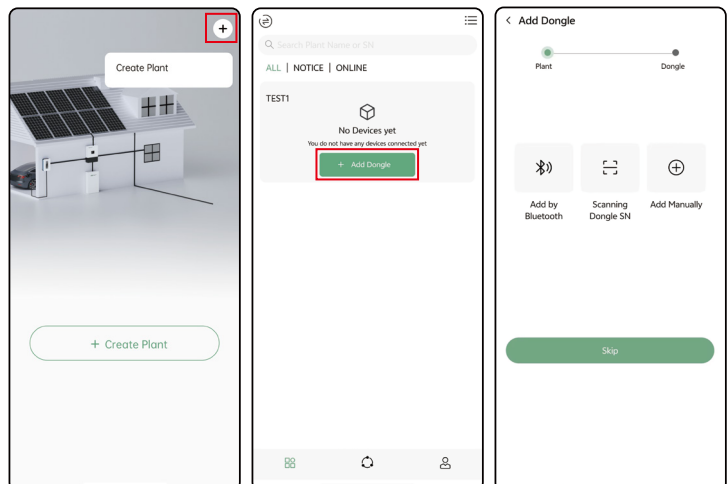 Create Plant
+ Create Plant
Search Plant Name or SN
ALL | NOTICE | ONLINE
TEST1
No Devices yet
You do not have any devices connected yet
+ Add Dongle
< Add Dongle
Plant
Dongle
Add by
Bluetooth
Scanning
Dongle SN
Add Manually
Skip